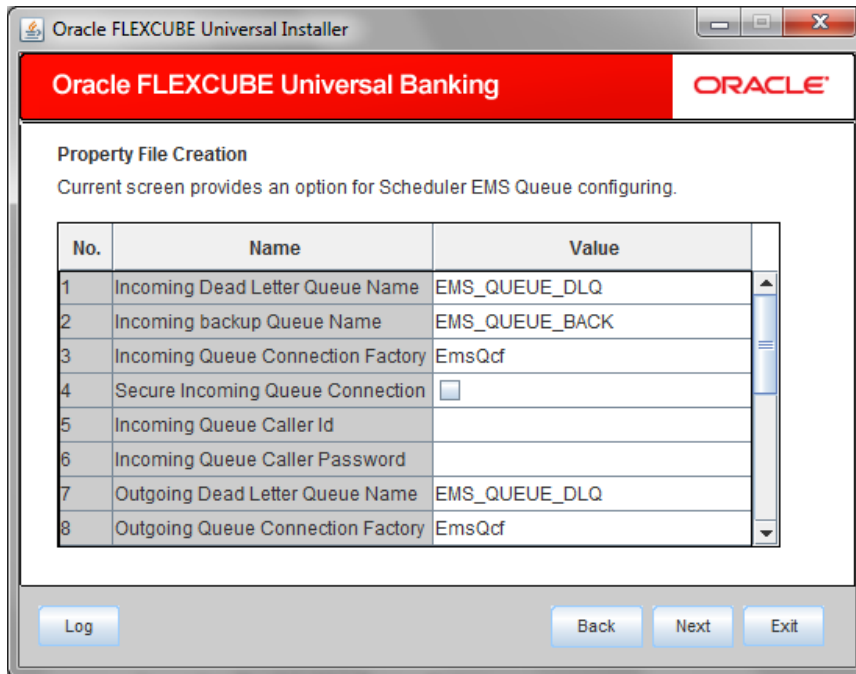 Oracle FLEXCUBE Universal Installer
Oracle FLEXCUBE Universal Banking
ORACLE
Property File Creation
Current screen provides an option for Scheduler EMS Queue configuring.
No. Name Value
1 Incoming Dead Letter Queue Name EMS_QUEUE_DLQ
2 Incoming backup Queue Name EMS_QUEUE_BACK
3 Incoming Queue Connection Factory EmsQcf
4 Secure Incoming Queue Connection
5 Incoming Queue Caller Id
6 Incoming Queue Caller Password
7 Outgoing Dead Letter Queue Name EMS_QUEUE_DLQ
8 Outgoing Queue Connection Factory EmsQcf
Log Back Next Exit